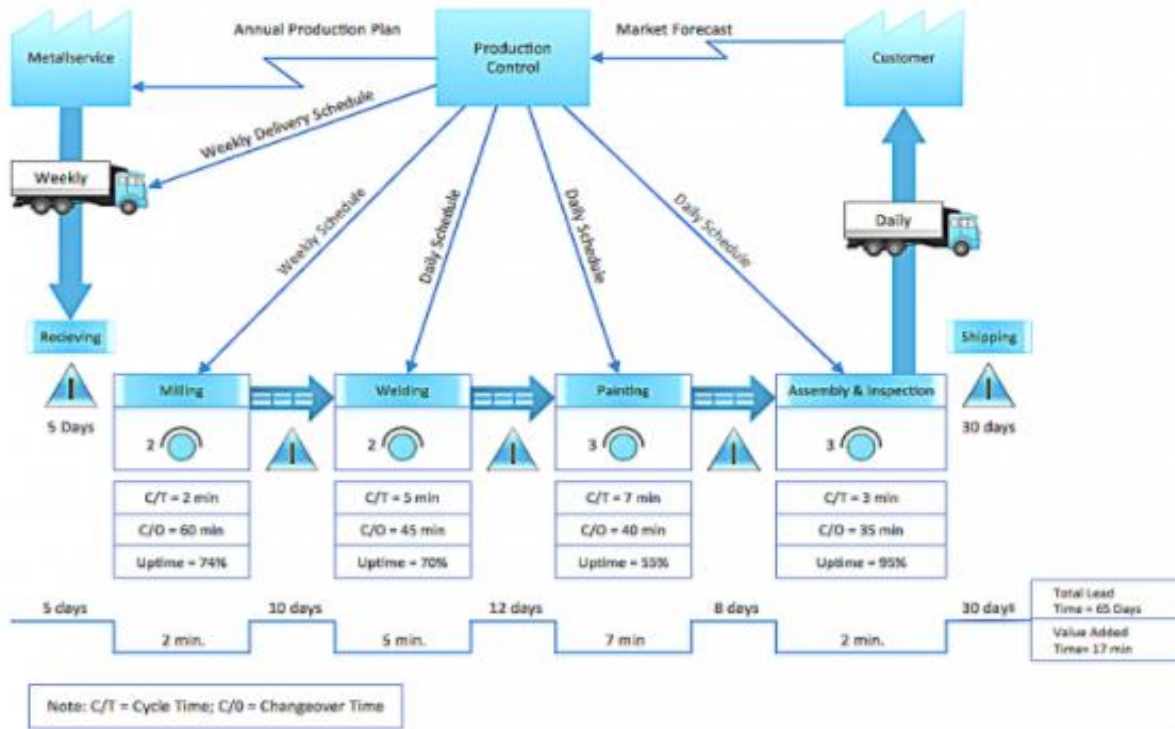 Annual Production Plan
Market Forecast
Metallservice
Production
Control
Customer
Weekly Delivery Schedule
Weekly
Daily
Weekly Schedule
Daily Schedule
Daily Schedule
Daily Schedule
Recieving
Shipping
5 Days
30 days
Milling
Welding
Painting
Assembly & Inspection
2
2
3
3
C/T = 2 min
C/O = 60 min
Uptime = 74%
C/T = 5 min
C/O = 45 min
Uptime = 70%
C/T = 7 min
C/O = 40 min
Uptime = 55%
C/T = 3 min
C/O = 35 min
Uptime = 95%
5 days
10 days
12 days
8 days
30 days
2 min.
5 min.
7 min
2 min.
Total Lead
Time = 65 Days
Value Added
Time= 17 min
Note: C/T = Cycle Time; C/0 = Changeover Time